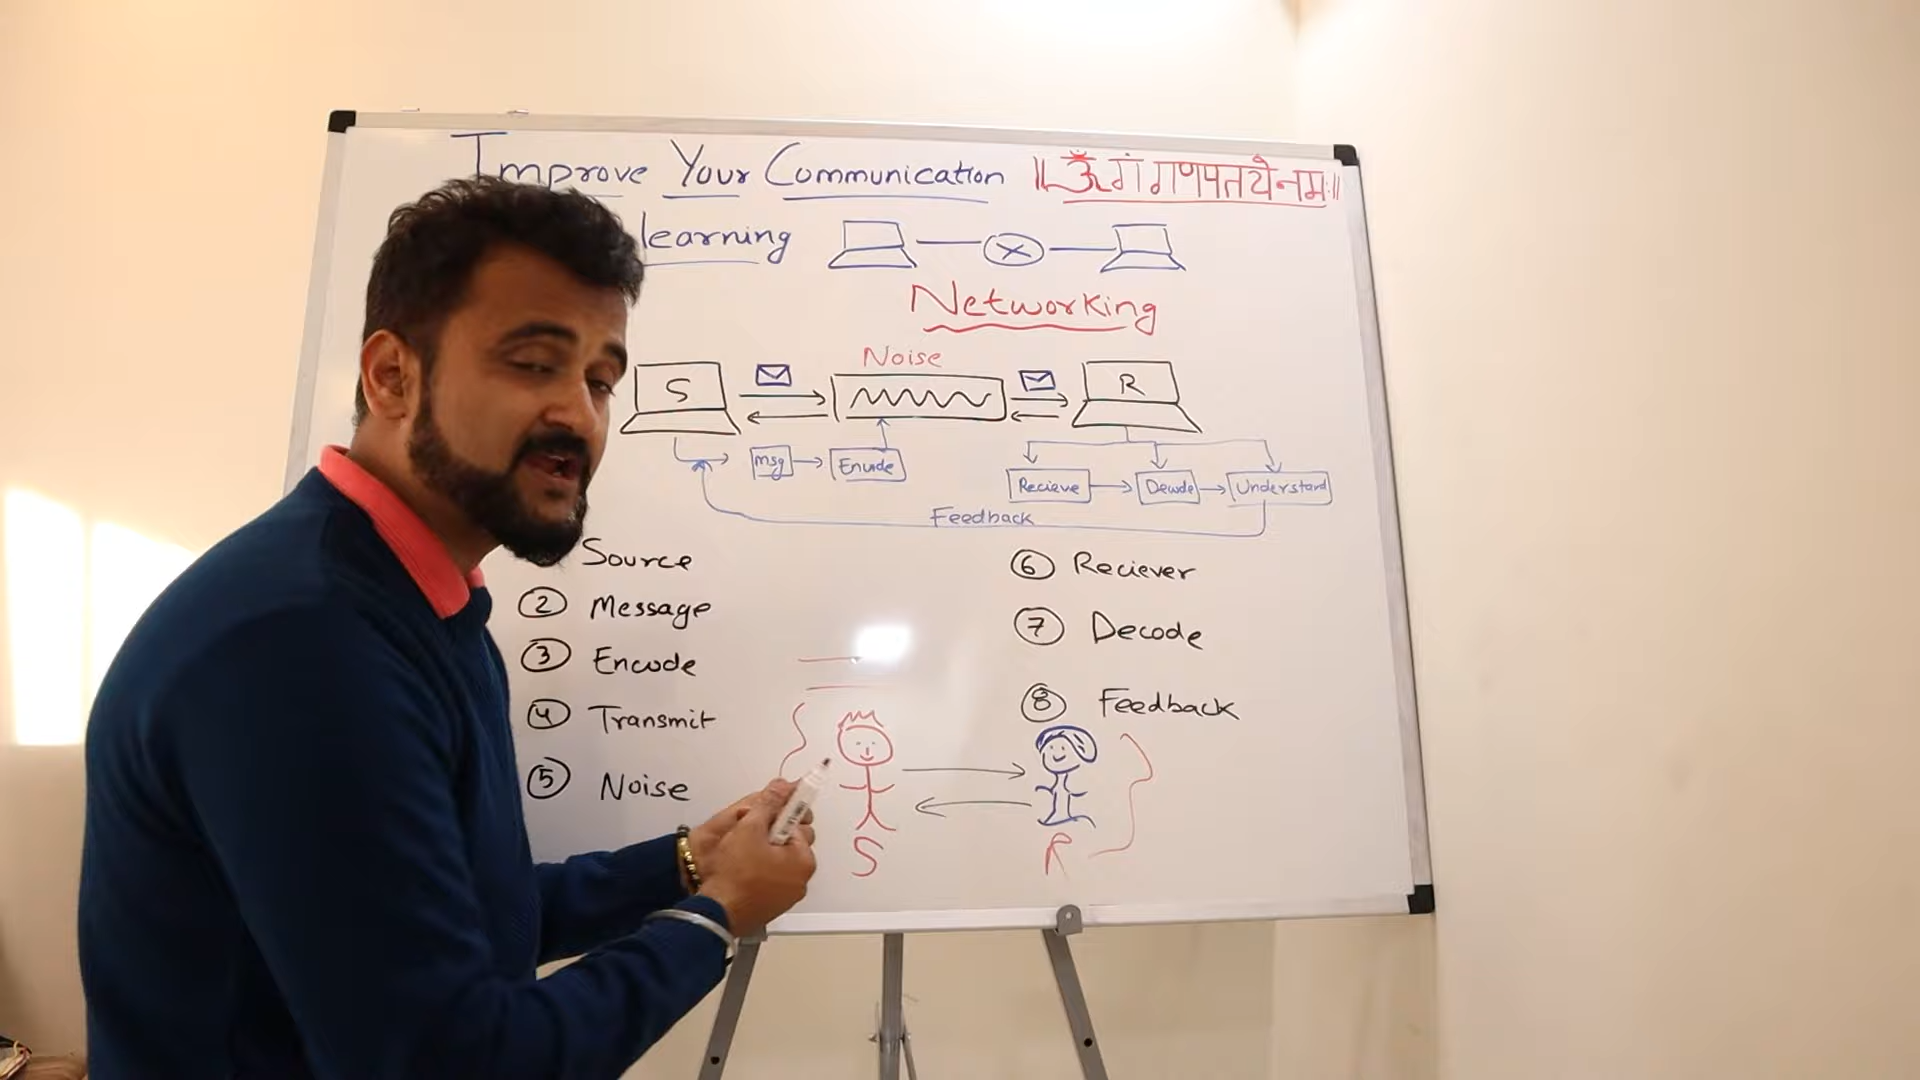 Improve Your Communication ॥ ॐ गं गणपतये नमः ॥
learning
Networking
Noise
S
R
msg
Encode
Recieve
Decode
Understand
Feedback
Source
② Message
③ Encode
④ Transmit
⑤ Noise
⑥ Reciever
⑦ Decode
⑧ Feedback
S
R